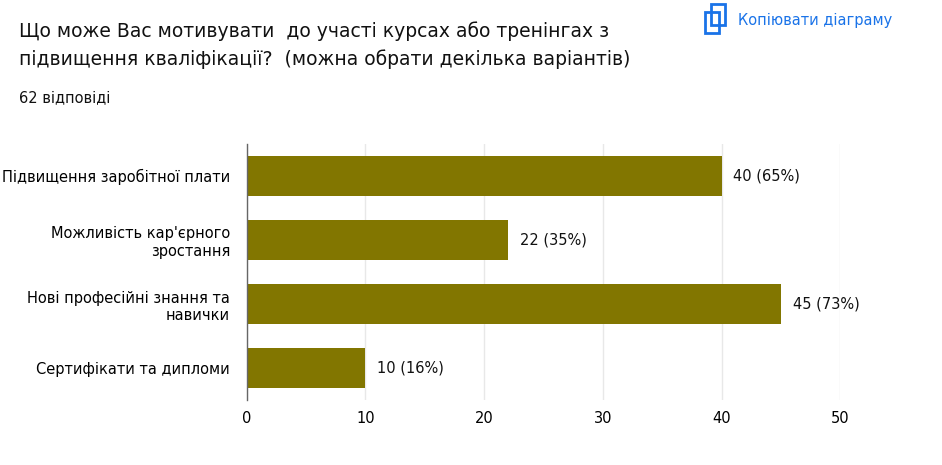 Що може Вас мотивувати  до участі курсах або тренінгах з
підвищення кваліфікації?  (можна обрати декілька варіантів)
Копіювати діаграму
62 відповіді
Підвищення заробітної плати
40 (65%)
Можливість кар'єрного
зростання
22 (35%)
Нові професійні знання та
навички
45 (73%)
Сертифікати та дипломи
10 (16%)
0 10 20 30 40 50